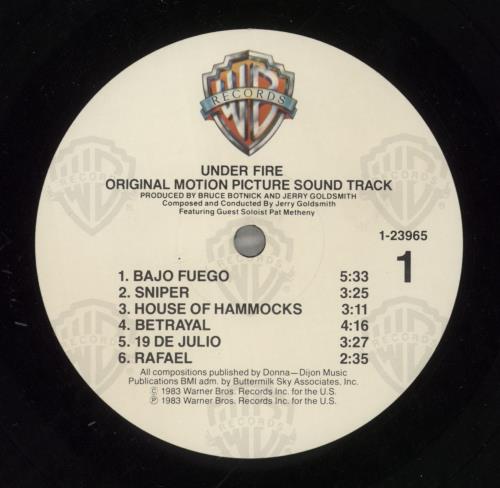 WB
RECORDS
UNDER FIRE
ORIGINAL MOTION PICTURE SOUND TRACK
PRODUCED BY BRUCE BOTNICK AND JERRY GOLDSMITH
Composed and Conducted By Jerry Goldsmith
Featuring Guest Soloist Pat Metheny
1-23965
1
1. BAJO FUEGO 5:33
2. SNIPER 3:25
3. HOUSE OF HAMMOCKS 3:11
4. BETRAYAL 4:16
5. 19 DE JULIO 3:27
6. RAFAEL 2:35
All compositions published by Donna—Dijon Music
Publications BMI adm. by Buttermilk Sky Associates, Inc.
© 1983 Warner Bros. Records Inc. for the U.S.
℗ 1983 Warner Bros. Records Inc. for the U.S.